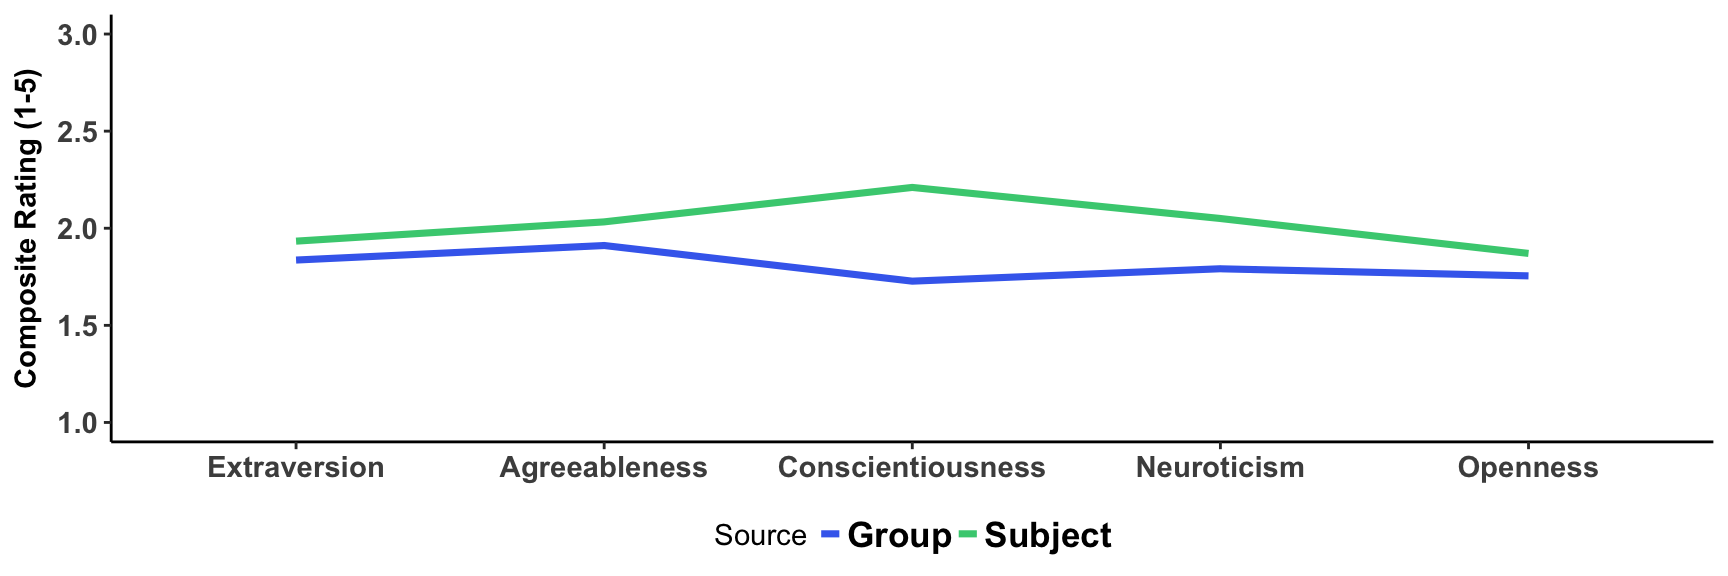 Composite Rating (1-5)
3.0
2.5
2.0
1.5
1.0
Extraversion Agreeableness Conscientiousness Neuroticism Openness
Source Group Subject